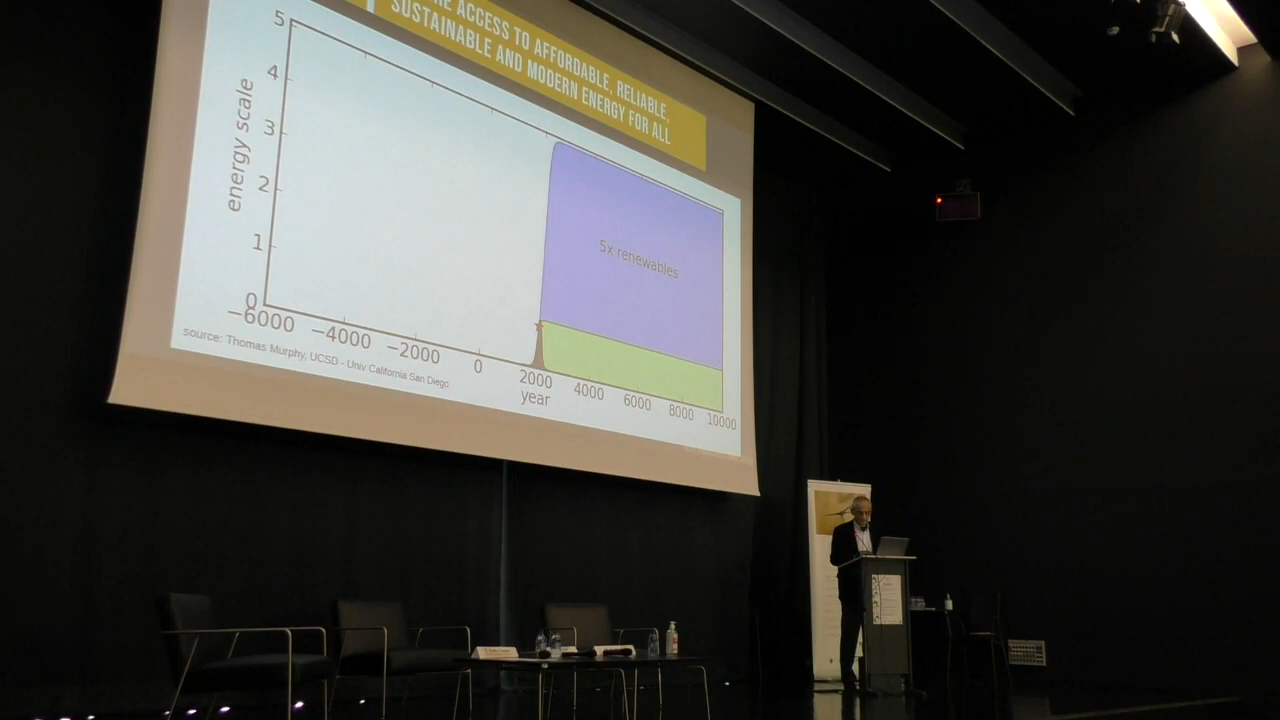 ACCESS TO AFFORDABLE, RELIABLE,
SUSTAINABLE AND MODERN ENERGY FOR ALL
5
4
3
2
1
0
energy scale
5x renewables
−6000
−4000
−2000
0
2000
4000
6000
8000
10000
year
source: Thomas Murphy, UCSD - Univ California San Diego